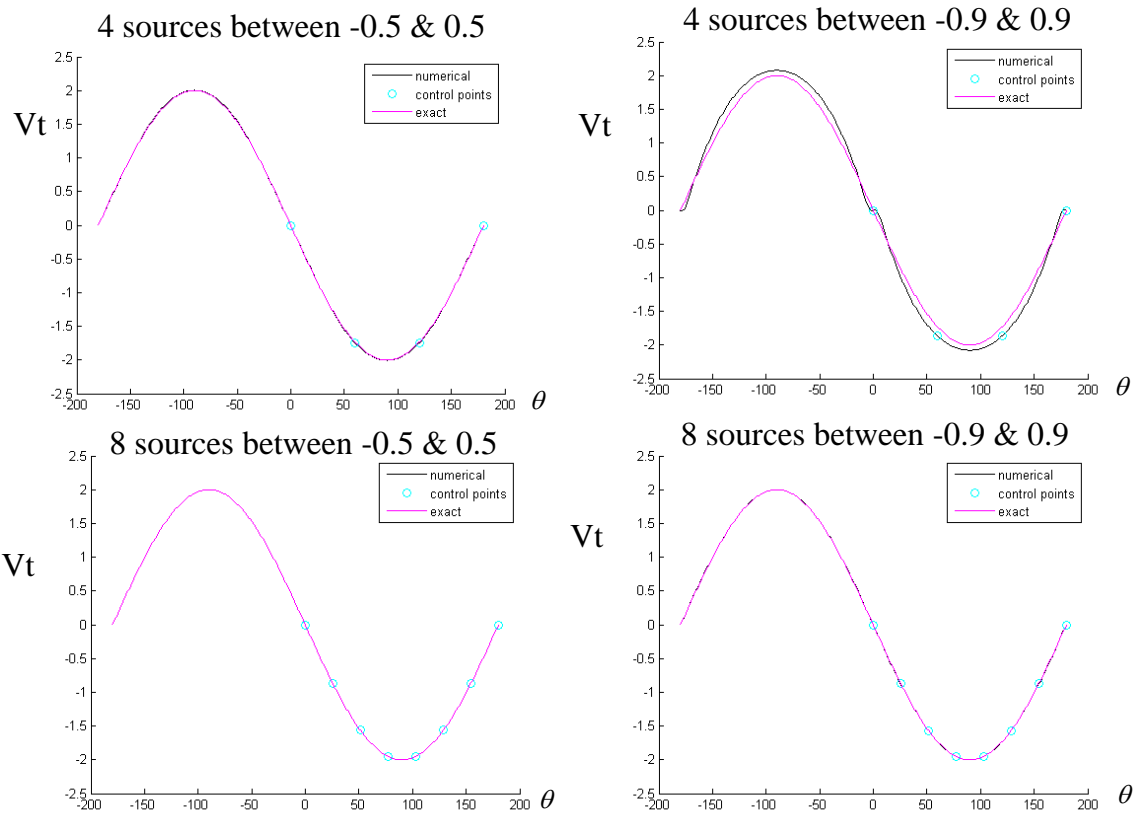 4 sources between -0.5 & 0.5
2.5
2
1.5
1
0.5
0
-0.5
-1
-1.5
-2
-2.5
-200 -150 -100 -50 0 50 100 150 200
Vt
θ
numerical
control points
exact
4 sources between -0.9 & 0.9
2.5
2
1.5
1
0.5
0
-0.5
-1
-1.5
-2
-2.5
-200 -150 -100 -50 0 50 100 150 200
Vt
θ
numerical
control points
exact
8 sources between -0.5 & 0.5
2.5
2
1.5
1
0.5
0
-0.5
-1
-1.5
-2
-2.5
-200 -150 -100 -50 0 50 100 150 200
Vt
θ
numerical
control points
exact
8 sources between -0.9 & 0.9
2.5
2
1.5
1
0.5
0
-0.5
-1
-1.5
-2
-2.5
-200 -150 -100 -50 0 50 100 150 200
Vt
θ
numerical
control points
exact